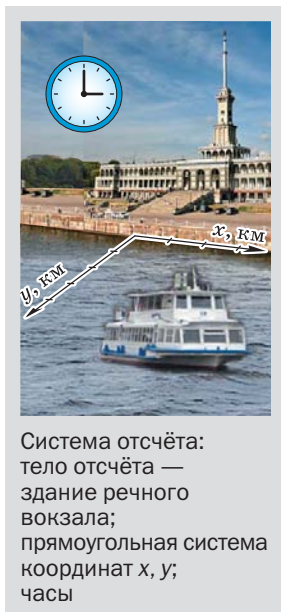 x, км
y, км
Система отсчёта:
тело отсчёта —
здание речного
вокзала;
прямоугольная система
координат x, y;
часы